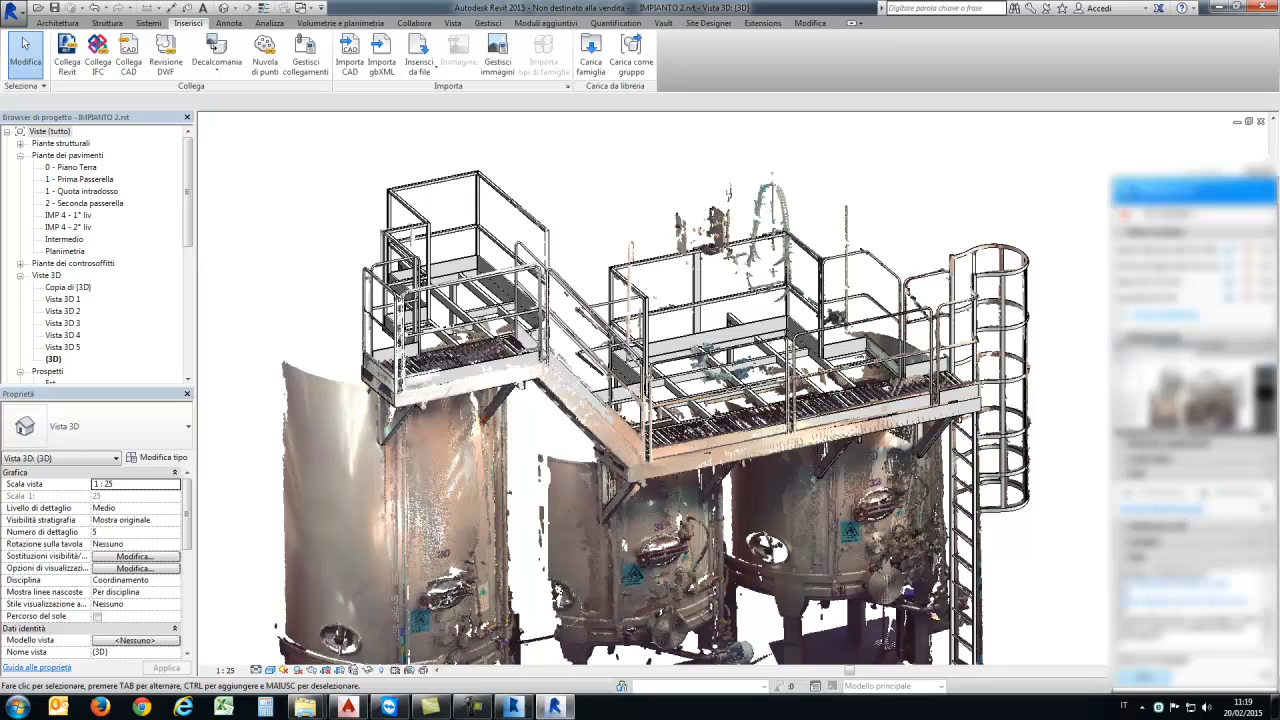 Autodesk Revit 2015 - Non destinato alla vendita - IMPIANTO 2.rvt - Vista 3D: {3D}
Digitare parola chiave o frase
Accedi
Architettura Struttura Sistemi Inserisci Annota Analizza Volumetrie e planimetria Collabora Vista Gestisci Moduli aggiuntivi Quantification Vault Site Designer Extensions Modifica
Modifica
Collega Revit
Collega IFC
Collega CAD
Revisione DWF
Decalcomania
Nuvola di punti
Gestisci collegamenti
Importa CAD
Importa gbXML
Inserisci da file
Immagine
Gestisci immagini
Importa tipi di famiglia
Carica famiglia
Carica come gruppo
Seleziona
Collega
Importa
Carica da libreria
Browser di progetto - IMPIANTO 2.rvt
Viste (tutto)
Piante strutturali
Piante dei pavimenti
0 - Piano Terra
1 - Prima Passerella
1 - Quota intradosso
2 - Seconda passerella
IMP 4 - 1° liv
IMP 4 - 2° liv
Intermedio
Planimetria
Piante dei controsoffitti
Viste 3D
Copia di {3D}
Vista 3D 1
Vista 3D 2
Vista 3D 3
Vista 3D 4
Vista 3D 5
{3D}
Prospetti
Est
Proprietà
Vista 3D
Vista 3D: {3D}
Modifica tipo
Grafica
Scala vista 1 : 25
Scala 1: 25
Livello di dettaglio Medio
Visibilità stratigrafia Mostra originale
Numero di dettaglio 5
Rotazione sulla tavola Nessuno
Sostituzioni visibilità/... Modifica...
Opzioni di visualizzazi... Modifica...
Disciplina Coordinamento
Mostra linee nascoste Per disciplina
Stile visualizzazione a... Nessuno
Percorso del sole
Dati identità
Modello vista <Nessuno>
Nome vista {3D}
Guida alle proprietà
Applica
1 : 25
Fare clic per selezionare, premere TAB per alternare, CTRL per aggiungere e MAIUSC per deselezionare.
:0
Modello principale
IT
11:19
20/02/2015